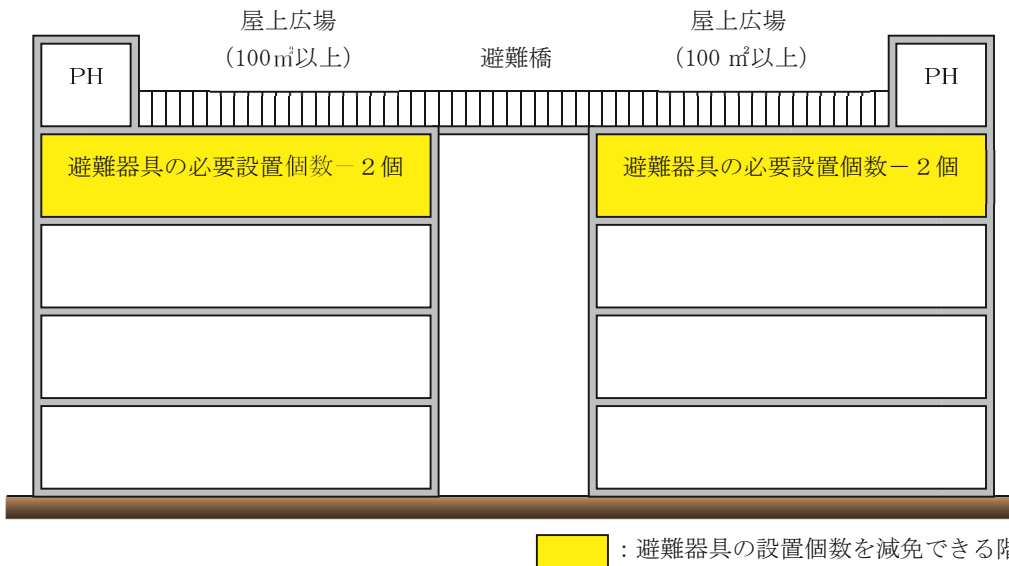 屋上広場
(100㎡以上)
避難橋
屋上広場
(100 ㎡以上)
PH
PH
避難器具の必要設置個数－２個
避難器具の必要設置個数－２個
：避難器具の設置個数を減免できる階